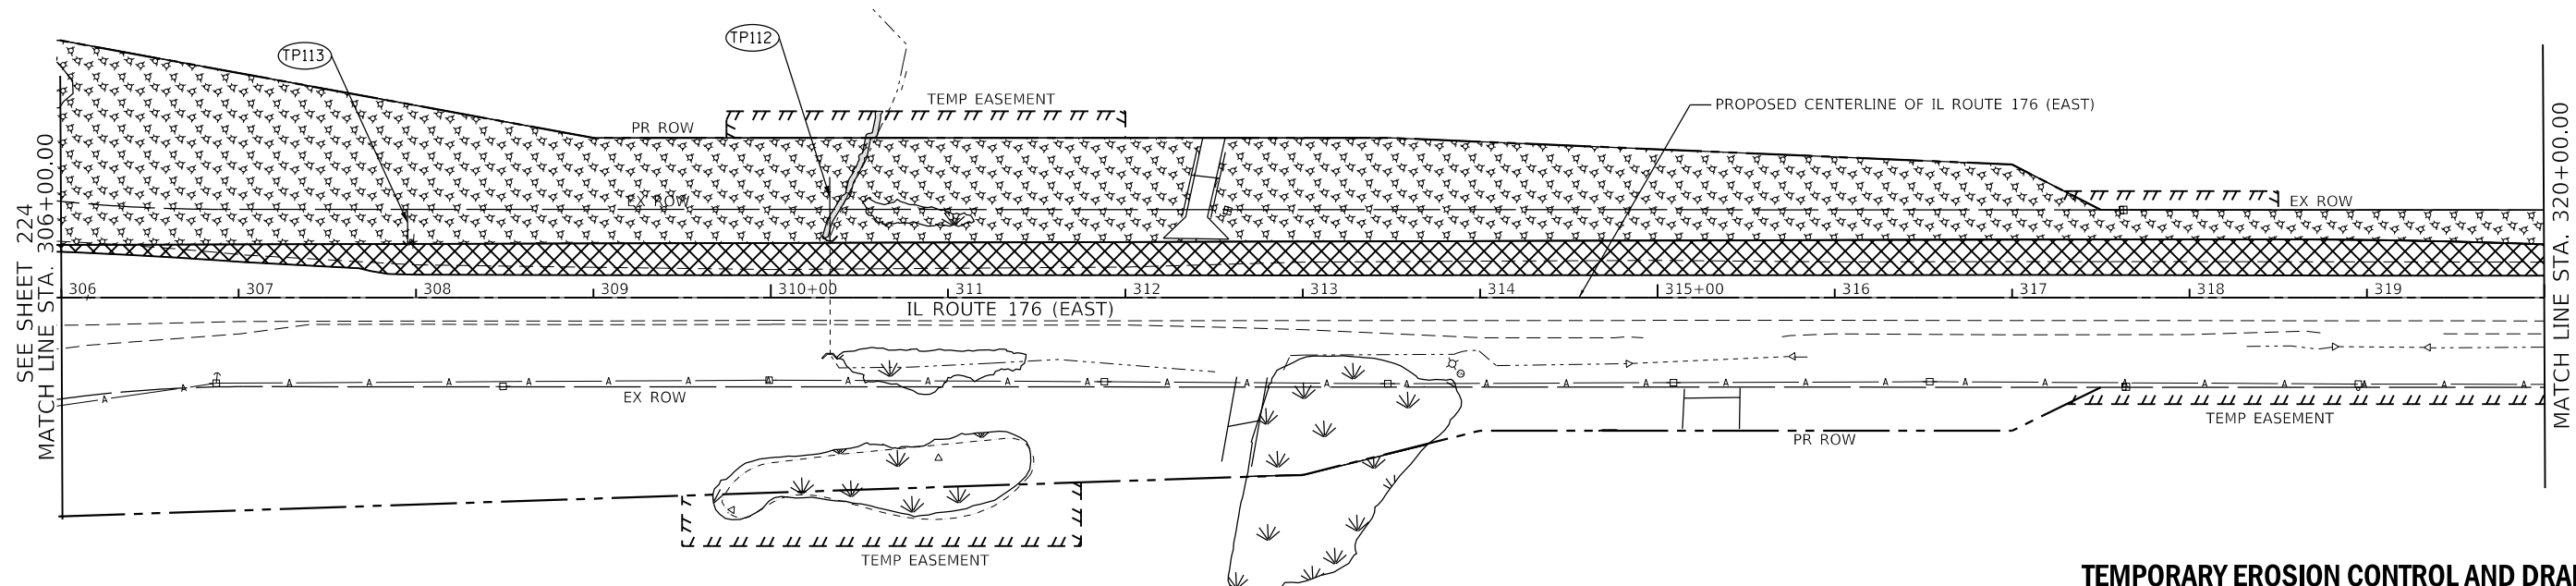 TP113
TP112
TEMP EASEMENT
PROPOSED CENTERLINE OF IL ROUTE 176 (EAST)
PR ROW
EX ROW
EX ROW
SEE SHEET 224
MATCH LINE STA. 306+00.00
MATCH LINE STA. 320+00.00
306 307 308 309 310+00 311 312 313 314 315+00 316 317 318 319
IL ROUTE 176 (EAST)
A A A A A A A A A A A A A A A A A A A A A A A A A A A A A A A
EX ROW
TEMP EASEMENT
PR ROW
TEMP EASEMENT
TEMPORARY EROSION CONTROL AND DRA